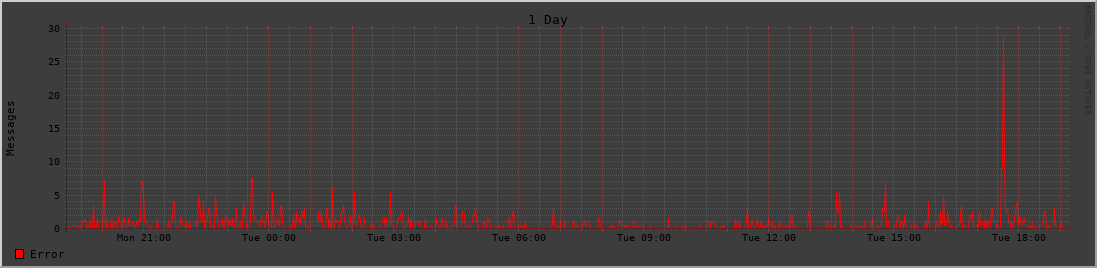 1 Day
Messages
30
25
20
15
10
5
0
Mon 21:00 Tue 00:00 Tue 03:00 Tue 06:00 Tue 09:00 Tue 12:00 Tue 15:00 Tue 18:00
Error
RRDTOOL / TOBI OETIKER